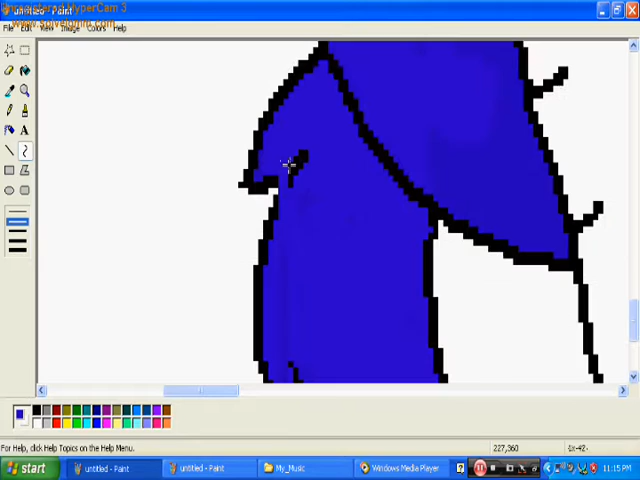 untitled - Paint
Unregistered HyperCam 3
File Edit View Image Colors Help
For Help, click Help Topics on the Help Menu.
227,360
start
untitled - Paint
untitled - Paint
My_Music
Windows Media Player
11:15 PM